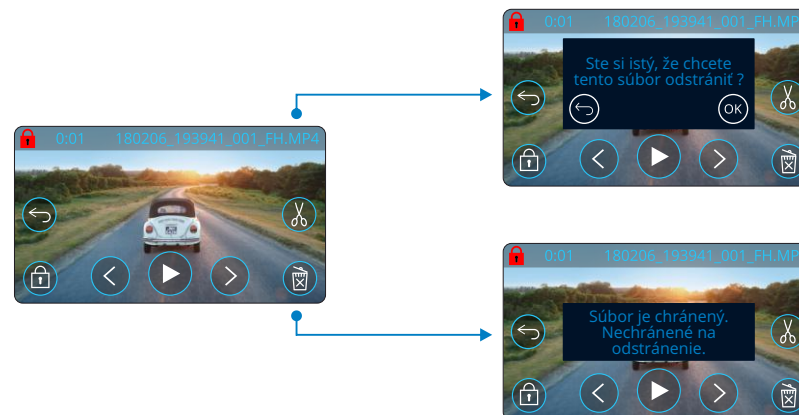 0:01 180206_193941_001_FH.MP4
0:01 180206_193941_001_FH.MP
Ste si istý, že chcete
tento súbor odstrániť ?
OK
0:01 180206_193941_001_FH.MP
Súbor je chránený.
Nechránené na
odstránenie.